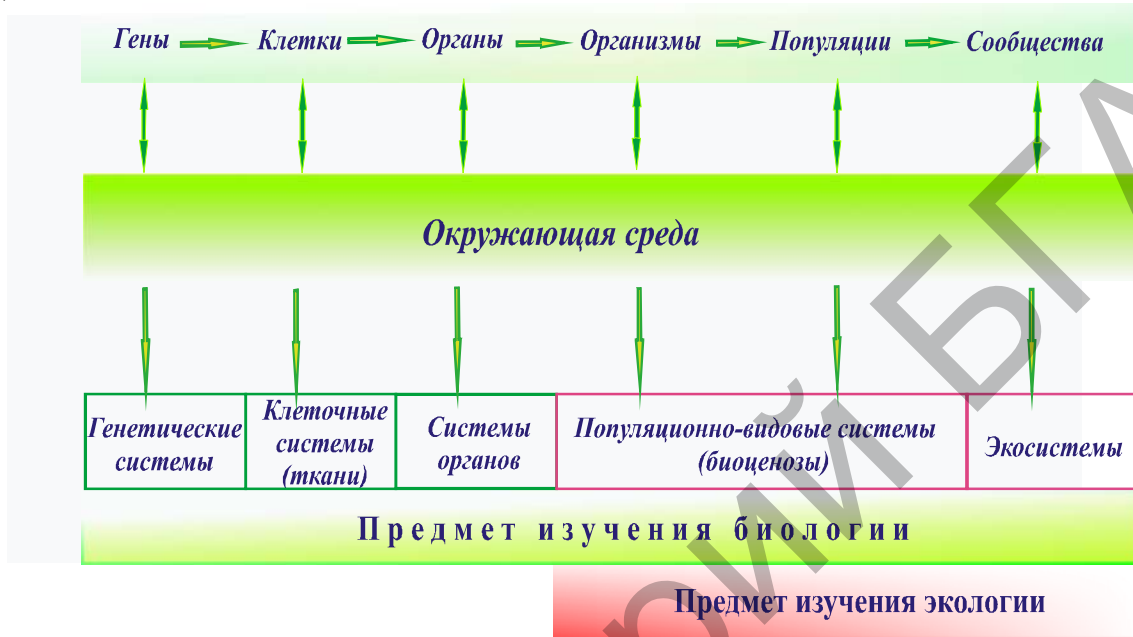 Гены Клетки Органы Организмы Популяции Сообщества
Окружающая среда
Генетические
системы
Клеточные
системы
(ткани)
Системы
органов
Популяционно-видовые системы
(биоценозы)
Экосистемы
Предмет изучения биологии
Предмет изучения экологии